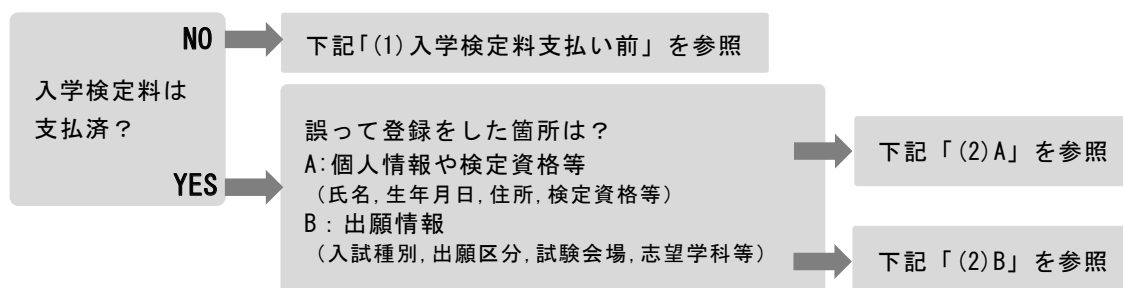 NO
下記「(1)入学検定料支払い前」を参照
入学検定料は
支払済？
YES
誤って登録をした箇所は？
A:個人情報や検定資格等
（氏名,生年月日,住所,検定資格等）
B：出願情報
（入試種別,出願区分,試験会場,志望学科等）
下記「(2)A」を参照
下記「(2)B」を参照